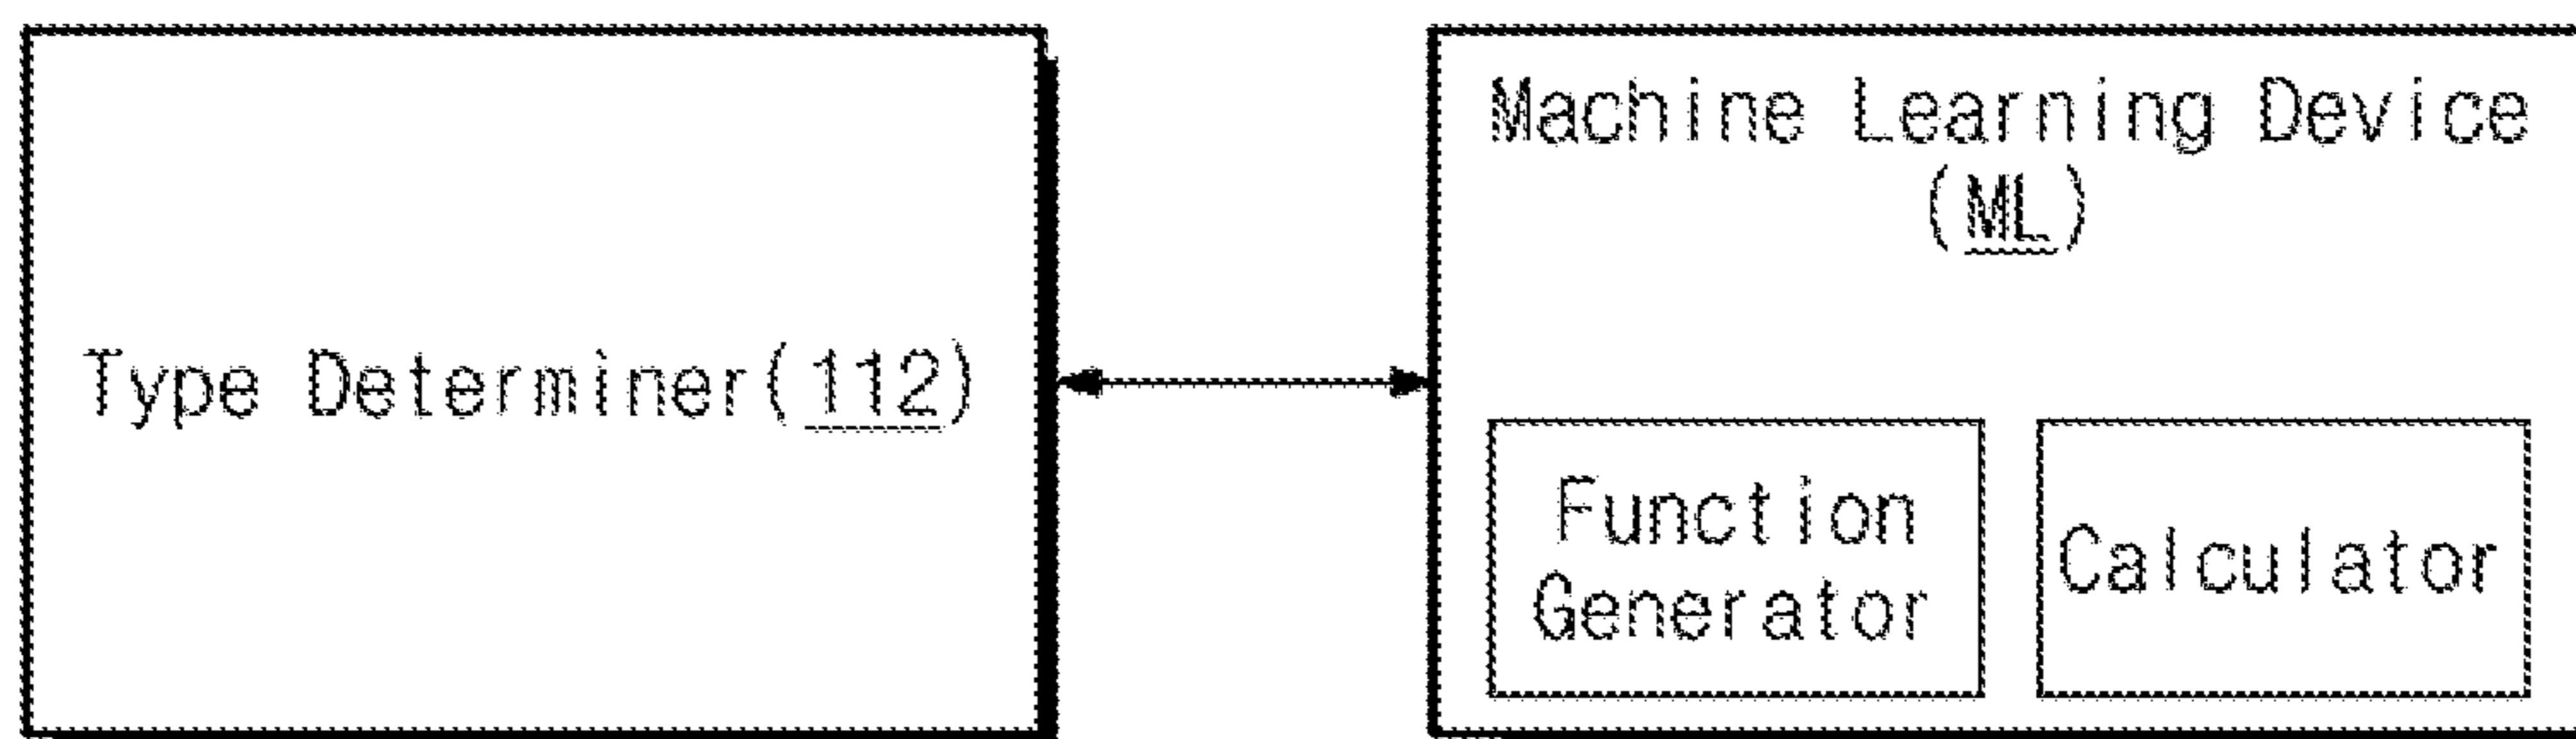 Type Determiner(112)
Machine Learning Device
(ML)
Function
Generator
Calculator